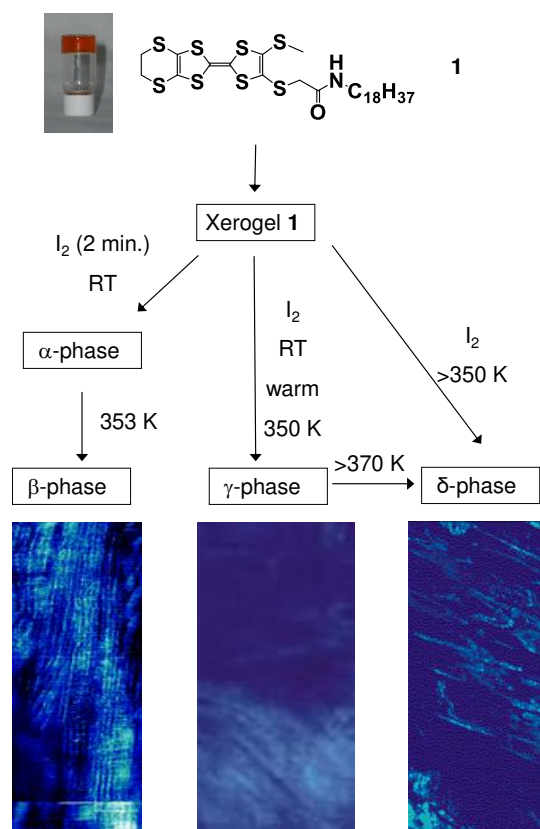 S S S S
S S S S
H
N
O
C18H37
1
Xerogel 1
I2 (2 min.)
RT
α-phase
I2
RT
warm
350 K
I2
>350 K
353 K
>370 K
β-phase
γ-phase
δ-phase